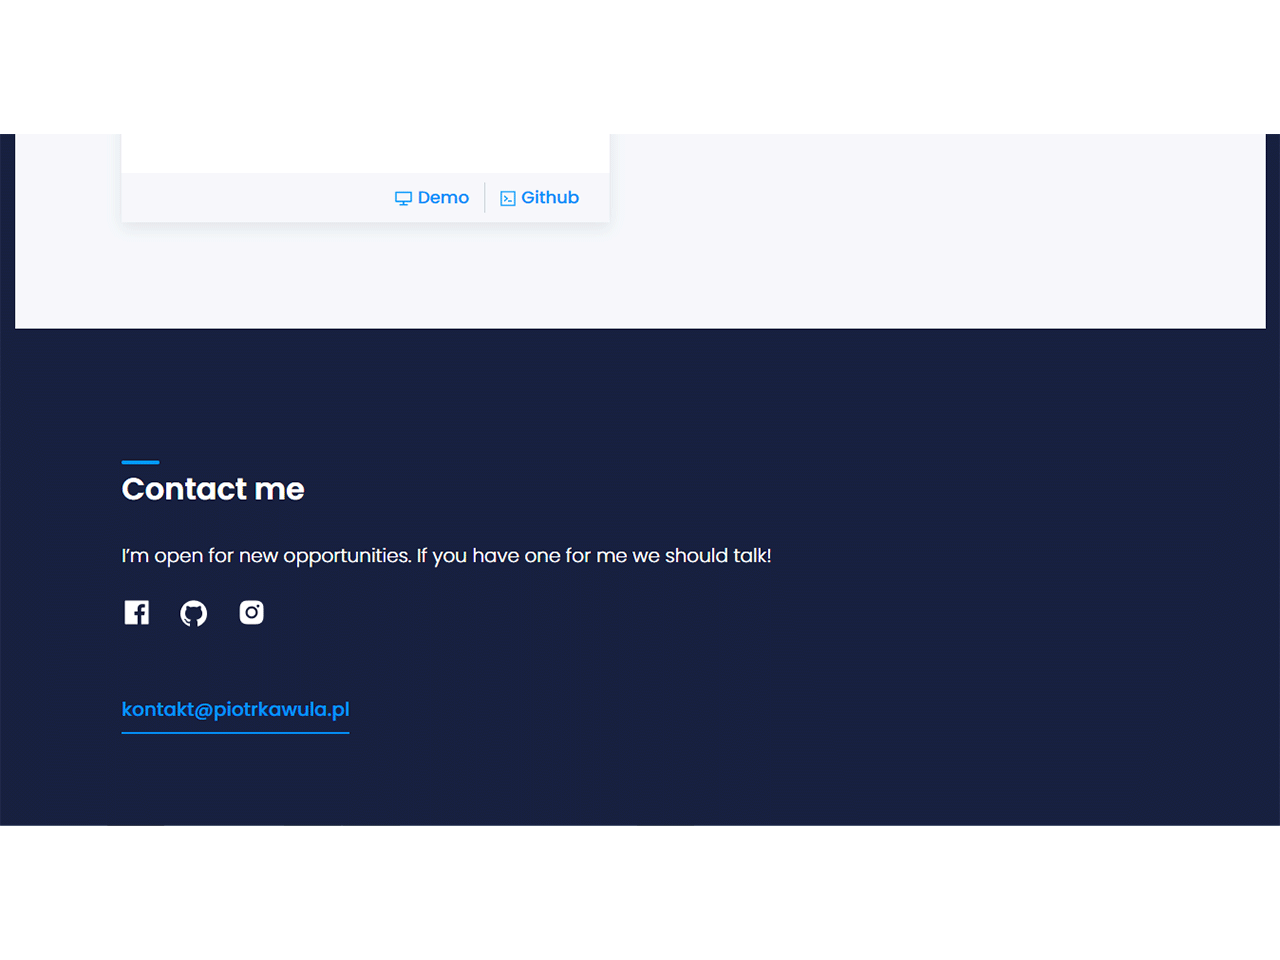 Demo
Github
Contact me
I'm open for new opportunities. If you have one for me we should talk!
kontakt@piotrkawula.pl